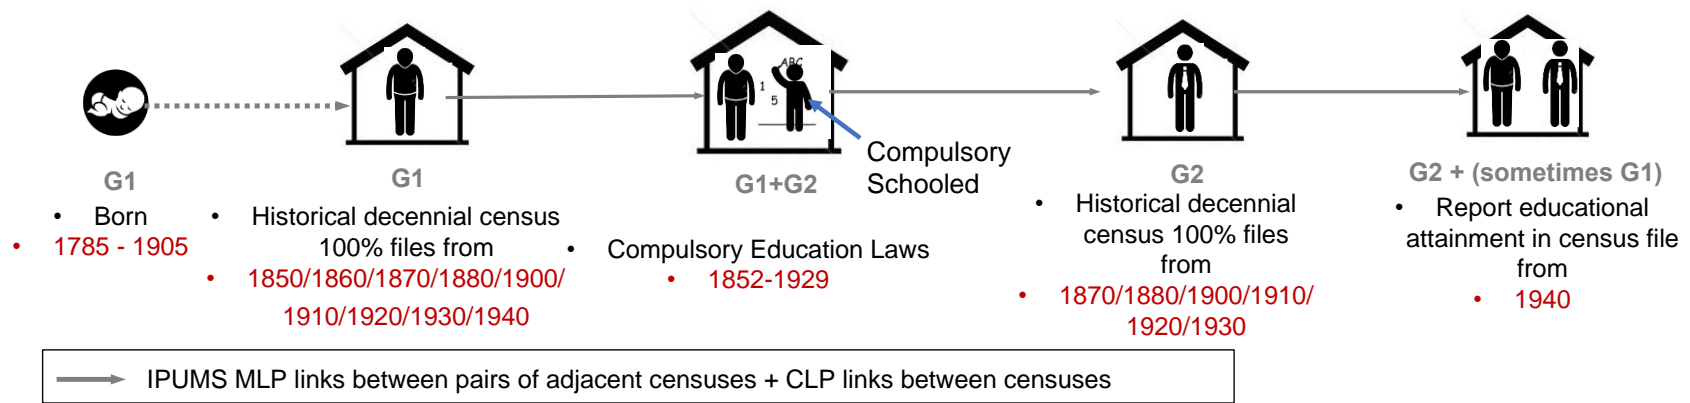 ABC
1
5
Compulsory
Schooled
G1
• Born
• 1785 - 1905
G1
• Historical decennial census
100% files from
• 1850/1860/1870/1880/1900/
1910/1920/1930/1940
G1+G2
• Compulsory Education Laws
• 1852-1929
G2
• Historical decennial
census 100% files
from
• 1870/1880/1900/1910/
1920/1930
G2 + (sometimes G1)
• Report educational
attainment in census file
from
• 1940
IPUMS MLP links between pairs of adjacent censuses + CLP links between censuses